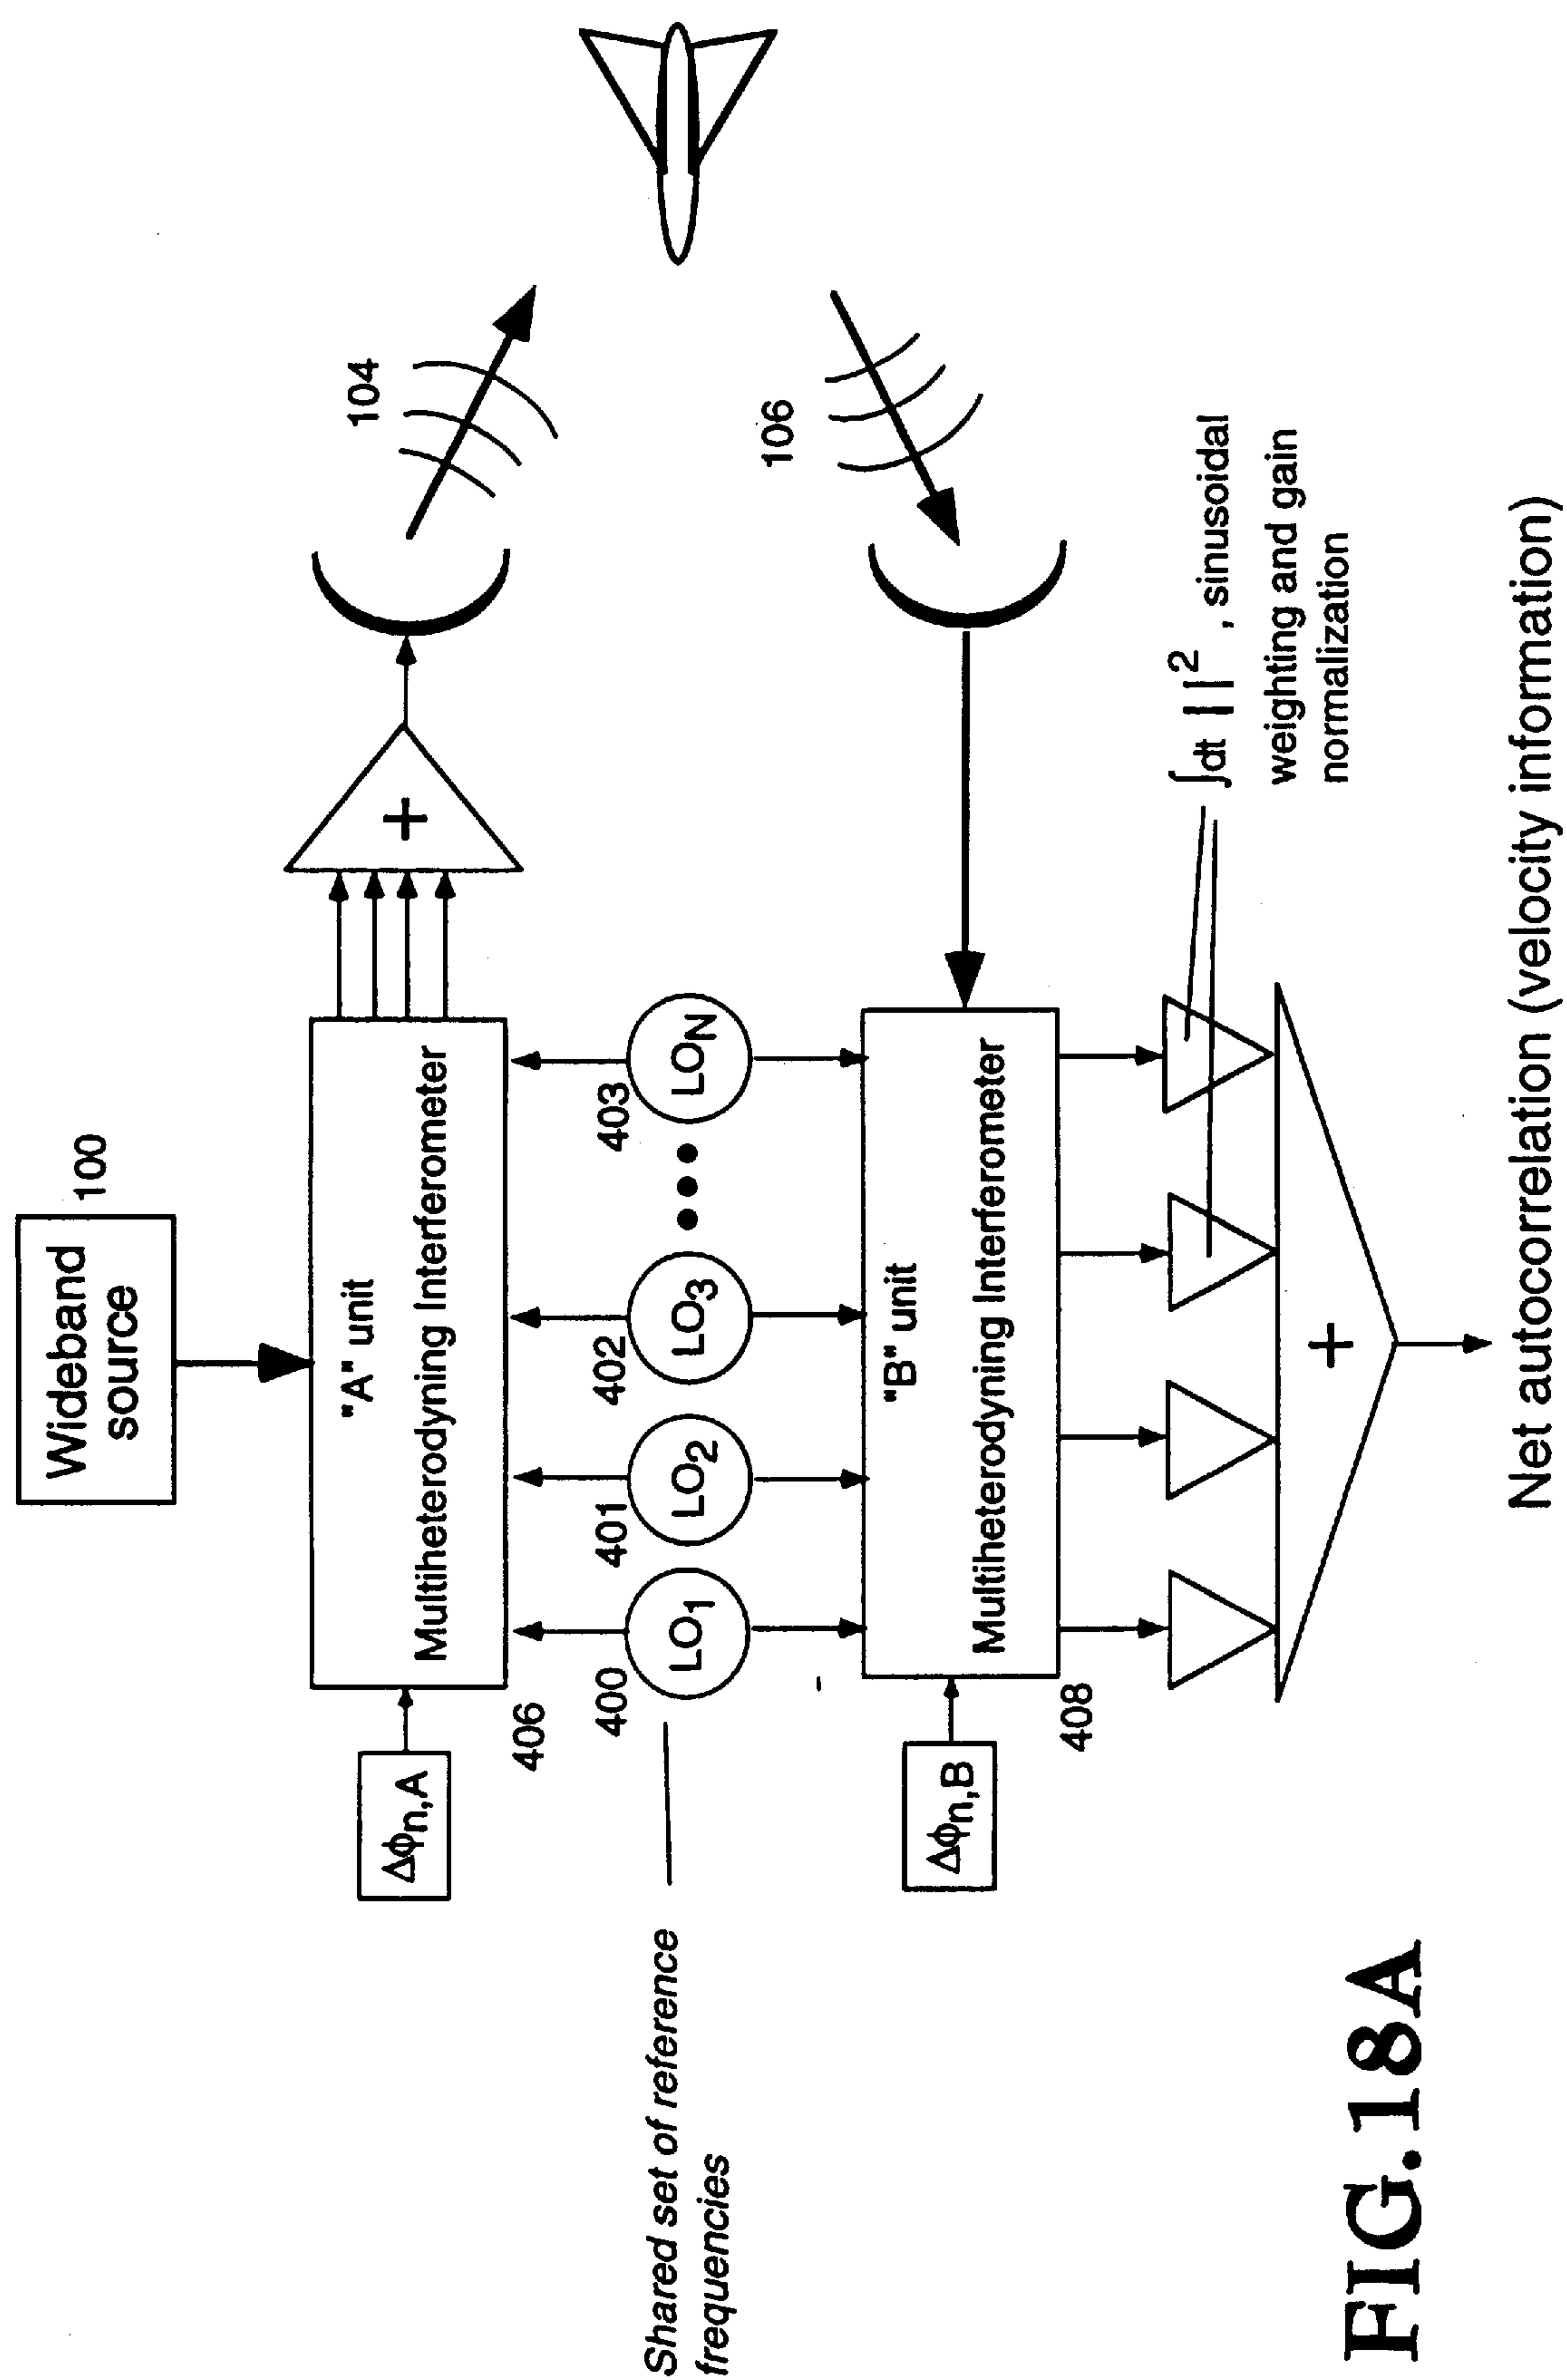 Wideband
source
100
104
106
Δϕn,A
"A" unit
Multiheterodyning Interferometer
406
Shared set of reference
frequencies
400
LO1
401
LO2
402
LO3
403
LON
Δϕn,B
"B" unit
Multiheterodyning Interferometer
408
+
∫dt || ||², sinusoidal
weighting and gain
normalization
+
Net autocorrelation (velocity information)
FIG.18A